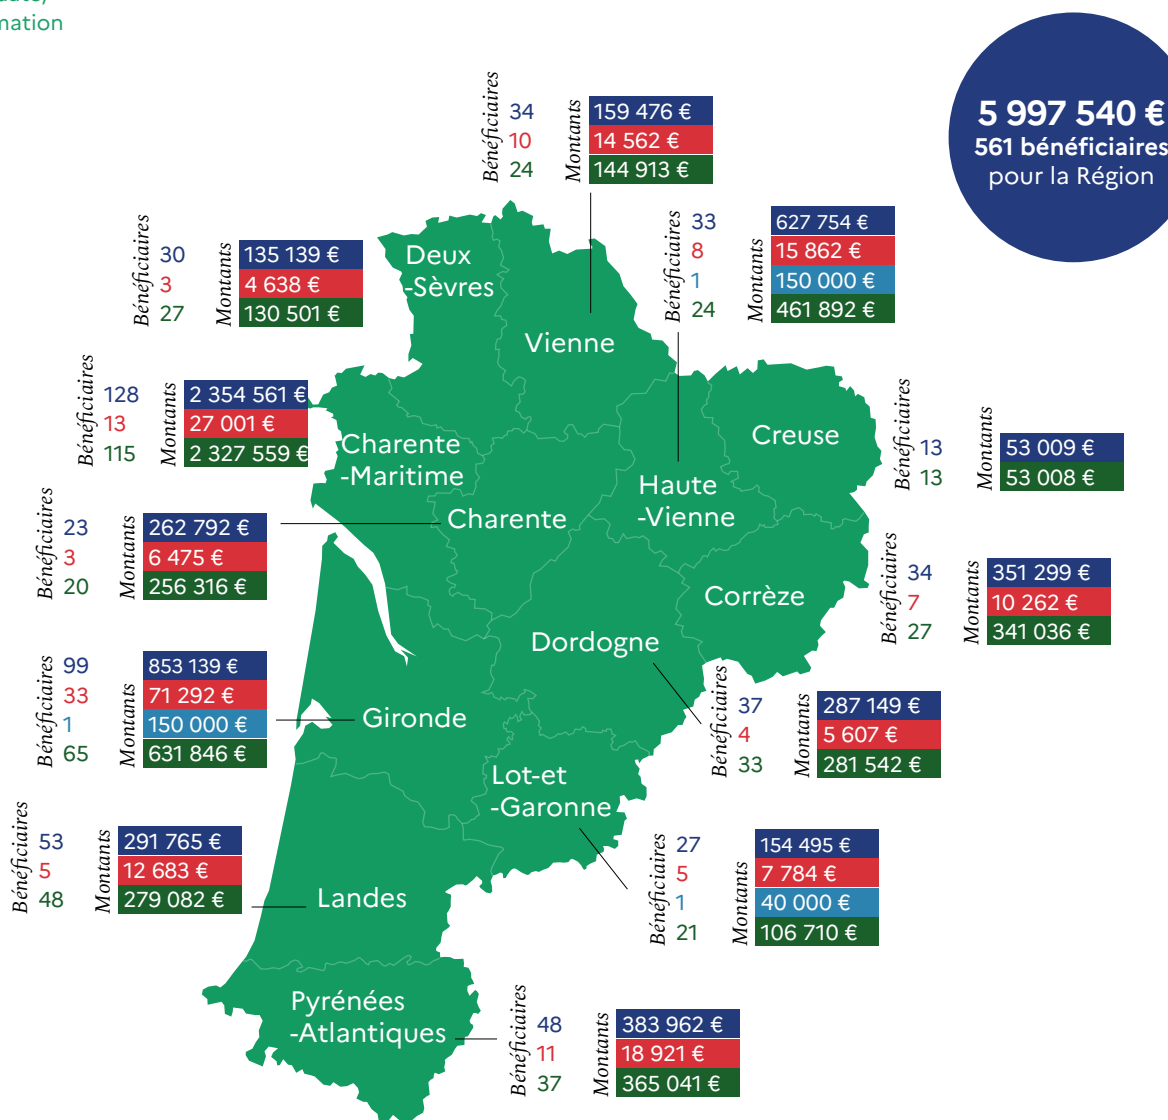 5 997 540 €
561 bénéficiaires
pour la Région
Bénéficiaires
34
10
24
Montants
159 476 €
14 562 €
144 913 €
Bénéficiaires
33
8
1
24
Montants
627 754 €
15 862 €
150 000 €
461 892 €
Bénéficiaires
30
3
27
Montants
135 139 €
4 638 €
130 501 €
Deux
-Sèvres
Vienne
Bénéficiaires
128
13
115
Montants
2 354 561 €
27 001 €
2 327 559 €
Charente
-Maritime
Creuse
Bénéficiaires
13
13
Montants
53 009 €
53 008 €
Haute
-Vienne
Bénéficiaires
23
3
20
Montants
262 792 €
6 475 €
256 316 €
Charente
Corrèze
Bénéficiaires
34
7
27
Montants
351 299 €
10 262 €
341 036 €
Dordogne
Bénéficiaires
99
33
1
65
Montants
853 139 €
71 292 €
150 000 €
631 846 €
Gironde
Bénéficiaires
37
4
33
Montants
287 149 €
5 607 €
281 542 €
Lot-et
-Garonne
Bénéficiaires
53
5
48
Montants
291 765 €
12 683 €
279 082 €
Landes
Bénéficiaires
27
5
1
21
Montants
154 495 €
7 784 €
40 000 €
106 710 €
Pyrénées
-Atlantiques
Bénéficiaires
48
11
37
Montants
383 962 €
18 921 €
365 041 €